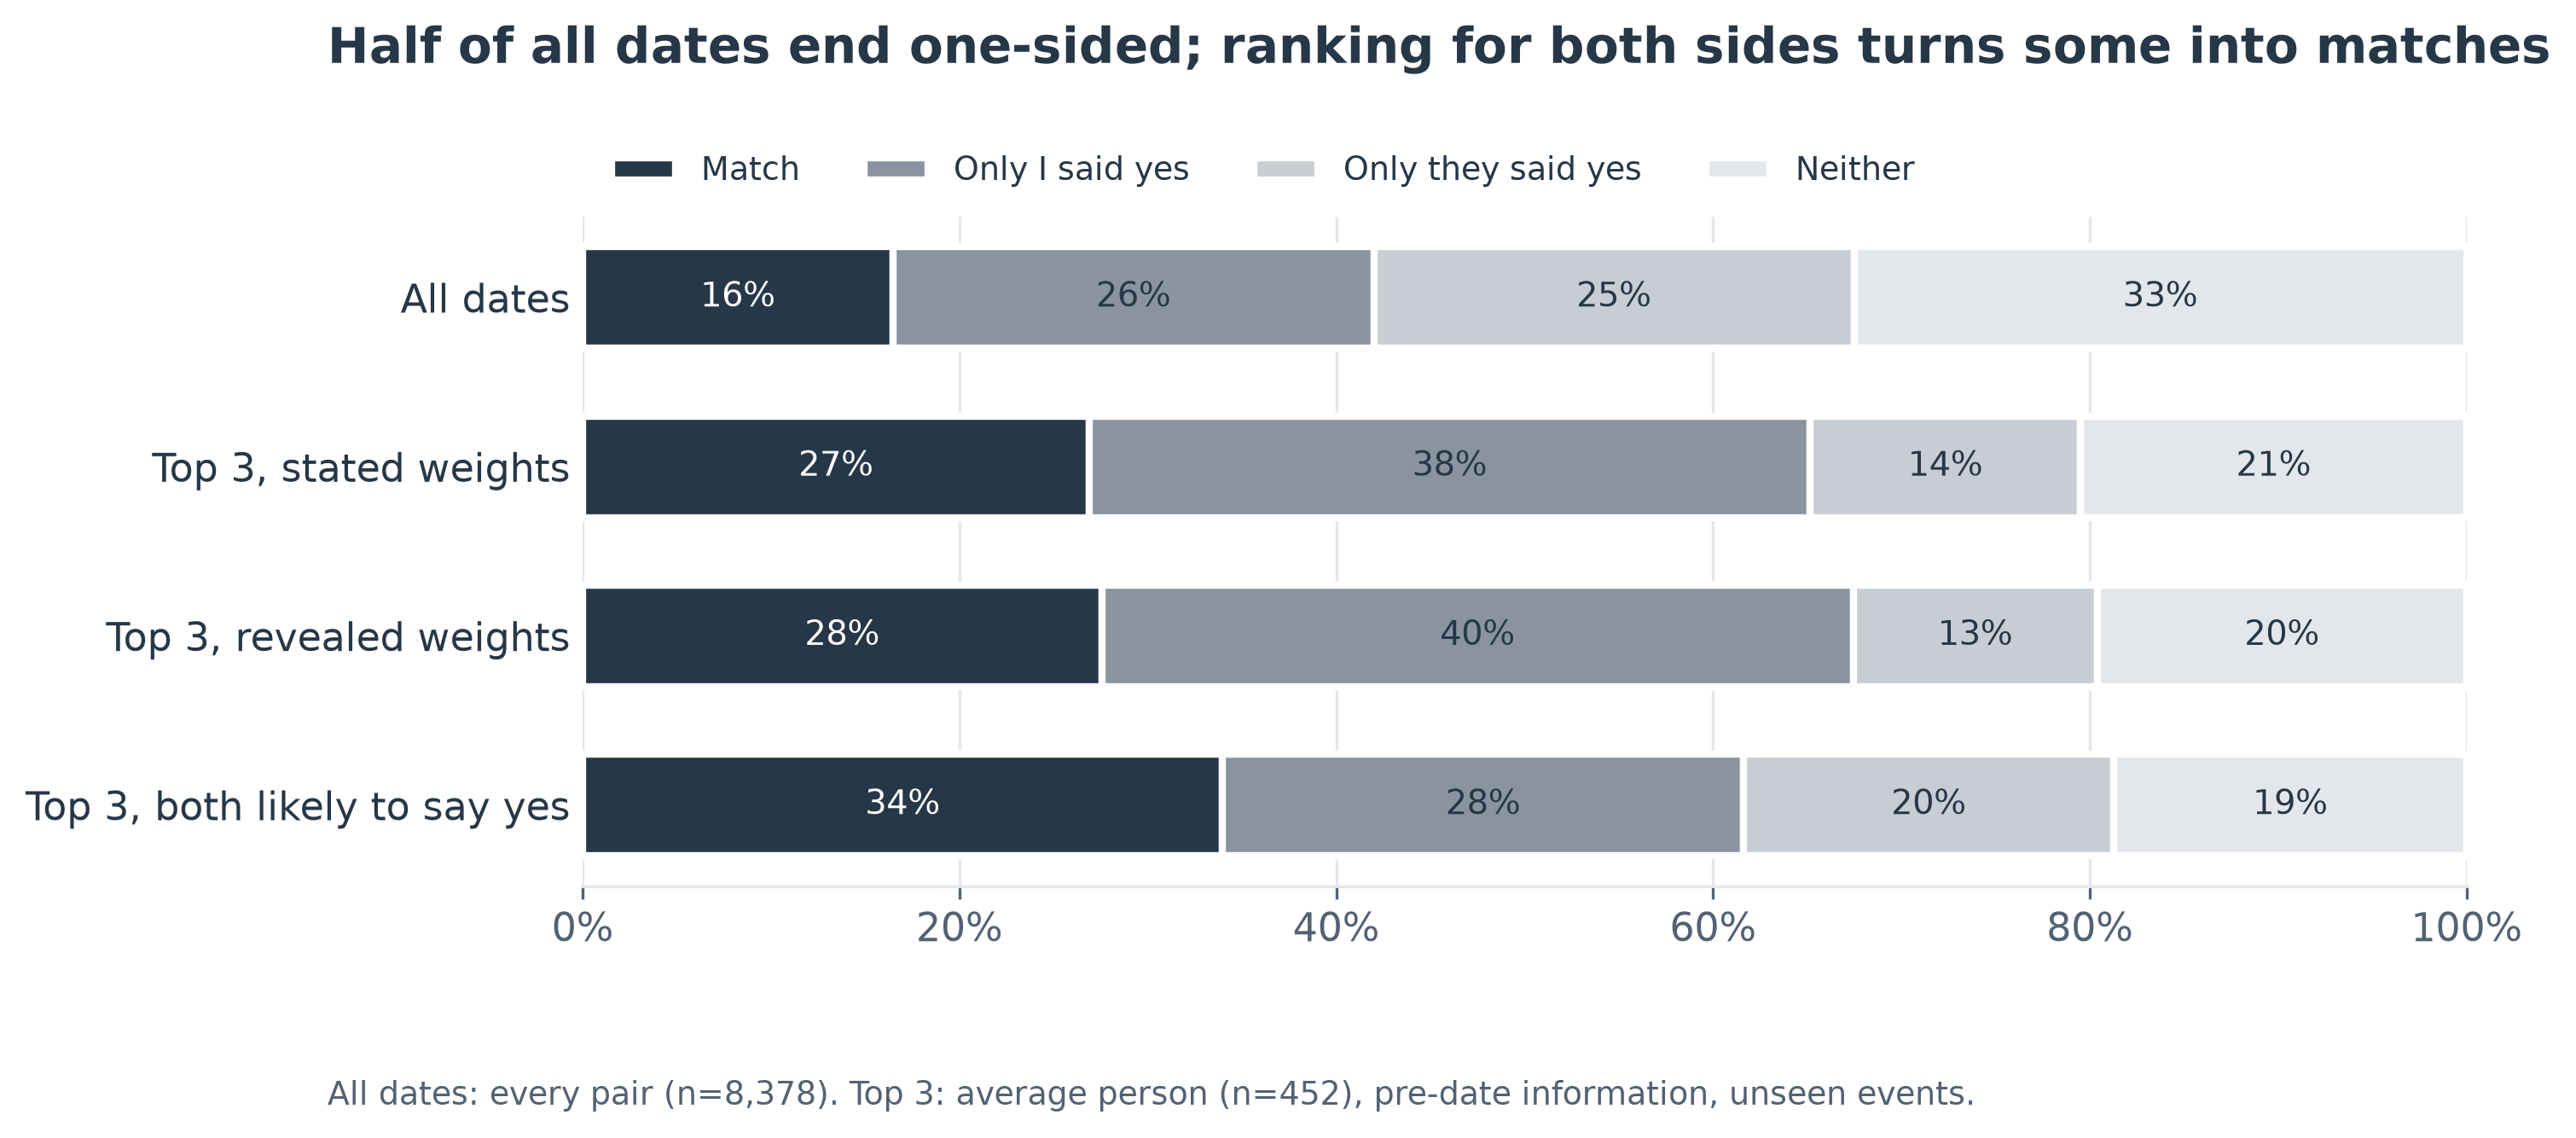 Half of all dates end one-sided; ranking for both sides turns some into matches
Match Only I said yes Only they said yes Neither
All dates 16% 26% 25% 33%
Top 3, stated weights 27% 38% 14% 21%
Top 3, revealed weights 28% 40% 13% 20%
Top 3, both likely to say yes 34% 28% 20% 19%
0% 20% 40% 60% 80% 100%
All dates: every pair (n=8,378). Top 3: average person (n=452), pre-date information, unseen events.